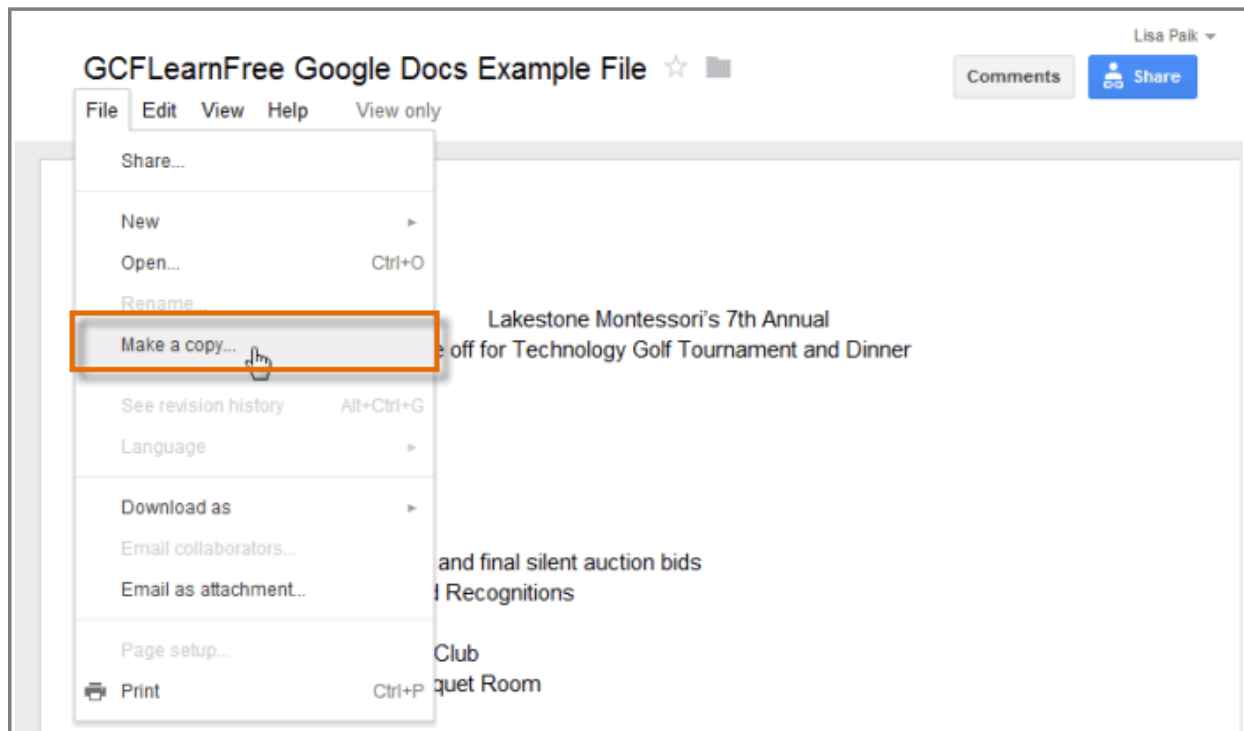 Lisa Paik
GCFLearnFree Google Docs Example File
Comments Share
File Edit View Help View only
Share...
New
Open... Ctrl+O
Rename...
Lakestone Montessori's 7th Annual
Make a copy...
off for Technology Golf Tournament and Dinner
See revision history Alt+Ctrl+G
Language
Download as
Email collaborators...
and final silent auction bids
Email as attachment...
Recognitions
Page setup...
Club
Print Ctrl+P
quet Room